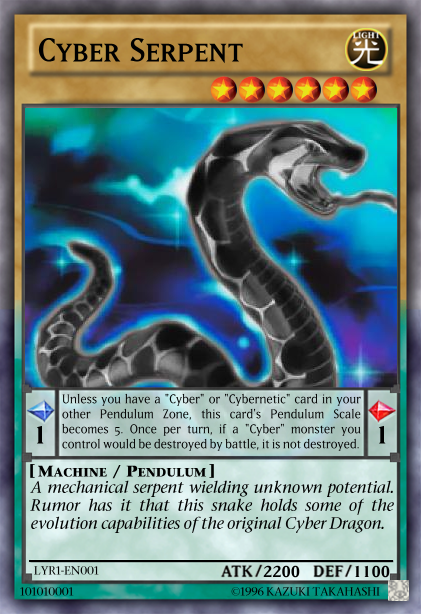 CYBER SERPENT
LIGHT
光
Unless you have a "Cyber" or "Cybernetic" card in
your other Pendulum Zone, this card's Pendulum Scale
becomes 5. Once per turn, if a "Cyber" monster you
control would be destroyed by battle, it is not destroyed.
1
1
[ MACHINE / PENDULUM ]
A mechanical serpent wielding unknown potential.
Rumor has it that this snake holds some of the
evolution capabilities of the original Cyber Dragon.
LYR1-EN001
ATK/2200 DEF/1100
101010001
©1996 KAZUKI TAKAHASHI